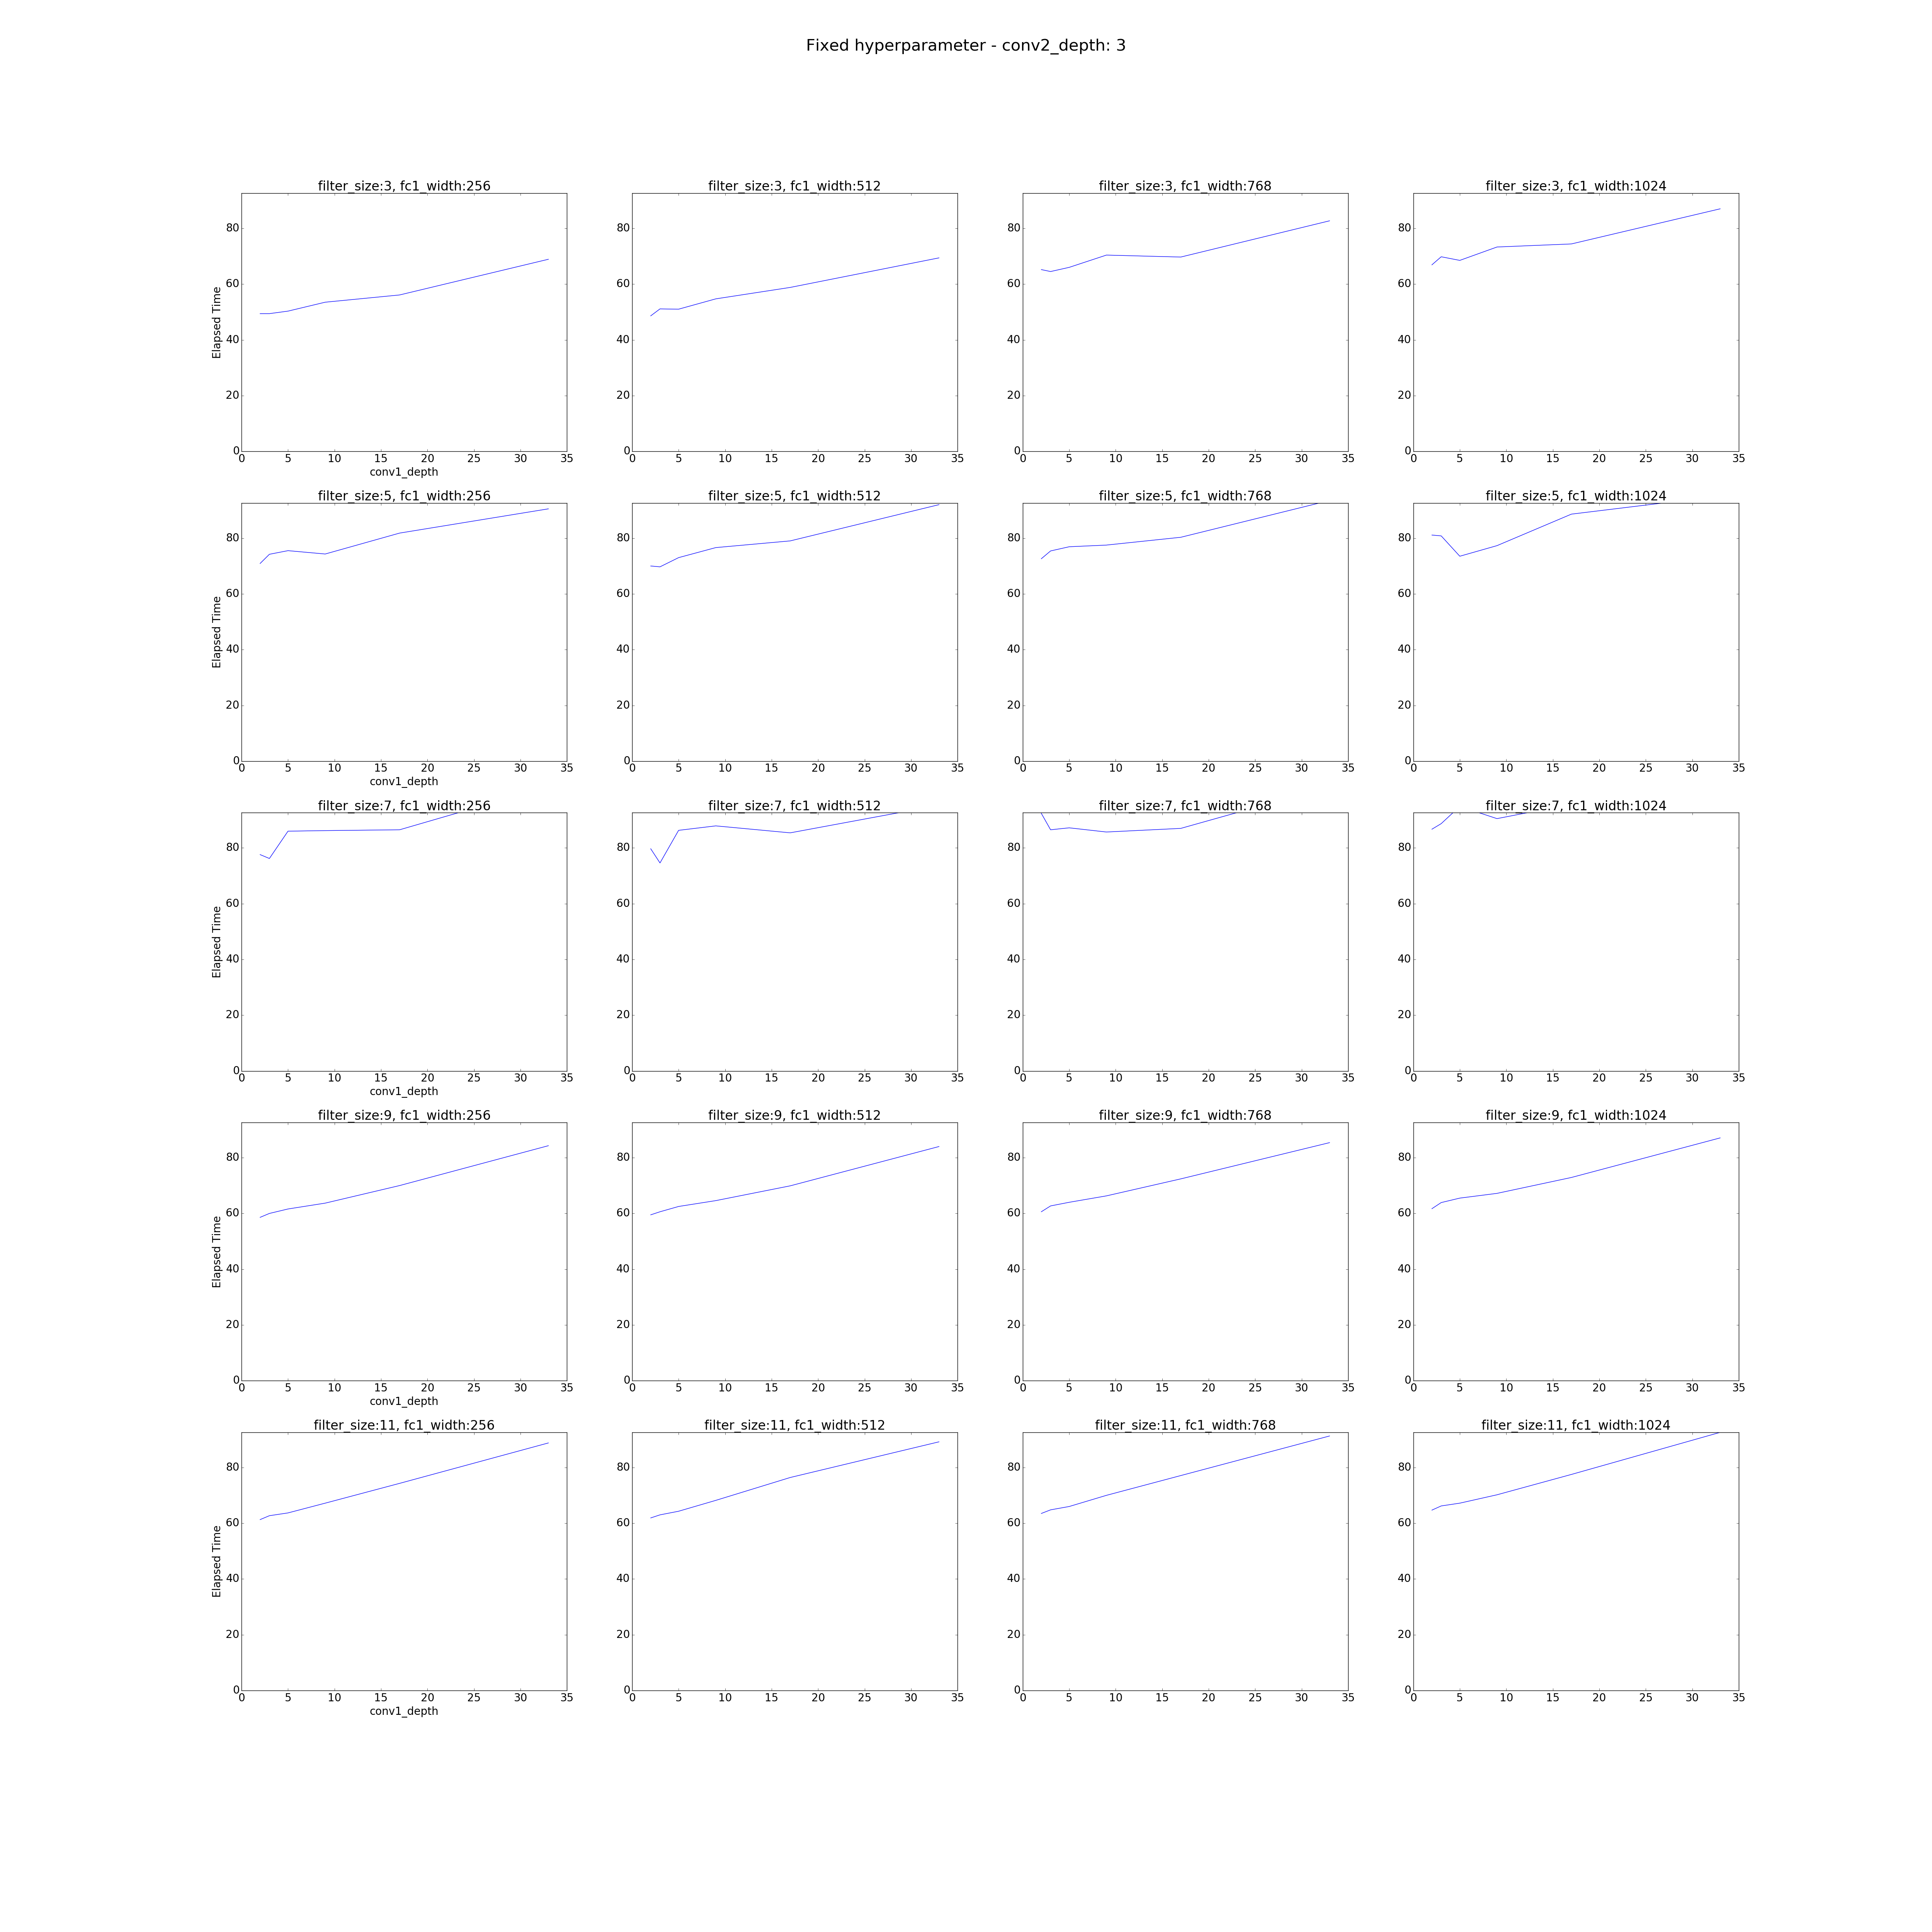 Fixed hyperparameter - conv2_depth: 3
filter_size:3, fc1_width:256 filter_size:3, fc1_width:512 filter_size:3, fc1_width:768 filter_size:3, fc1_width:1024
80 80 80 80
60 60 60 60
Elapsed Time
40 40 40 40
20 20 20 20
0 0 0 0
0 5 10 15 20 25 30 35 0 5 10 15 20 25 30 35 0 5 10 15 20 25 30 35 0 5 10 15 20 25 30 35
conv1_depth
filter_size:5, fc1_width:256 filter_size:5, fc1_width:512 filter_size:5, fc1_width:768 filter_size:5, fc1_width:1024
80 80 80 80
60 60 60 60
Elapsed Time
40 40 40 40
20 20 20 20
0 0 0 0
0 5 10 15 20 25 30 35 0 5 10 15 20 25 30 35 0 5 10 15 20 25 30 35 0 5 10 15 20 25 30 35
conv1_depth
filter_size:7, fc1_width:256 filter_size:7, fc1_width:512 filter_size:7, fc1_width:768 filter_size:7, fc1_width:1024
80 80 80 80
60 60 60 60
Elapsed Time
40 40 40 40
20 20 20 20
0 0 0 0
0 5 10 15 20 25 30 35 0 5 10 15 20 25 30 35 0 5 10 15 20 25 30 35 0 5 10 15 20 25 30 35
conv1_depth
filter_size:9, fc1_width:256 filter_size:9, fc1_width:512 filter_size:9, fc1_width:768 filter_size:9, fc1_width:1024
80 80 80 80
60 60 60 60
Elapsed Time
40 40 40 40
20 20 20 20
0 0 0 0
0 5 10 15 20 25 30 35 0 5 10 15 20 25 30 35 0 5 10 15 20 25 30 35 0 5 10 15 20 25 30 35
conv1_depth
filter_size:11, fc1_width:256 filter_size:11, fc1_width:512 filter_size:11, fc1_width:768 filter_size:11, fc1_width:1024
80 80 80 80
60 60 60 60
Elapsed Time
40 40 40 40
20 20 20 20
0 0 0 0
0 5 10 15 20 25 30 35 0 5 10 15 20 25 30 35 0 5 10 15 20 25 30 35 0 5 10 15 20 25 30 35
conv1_depth